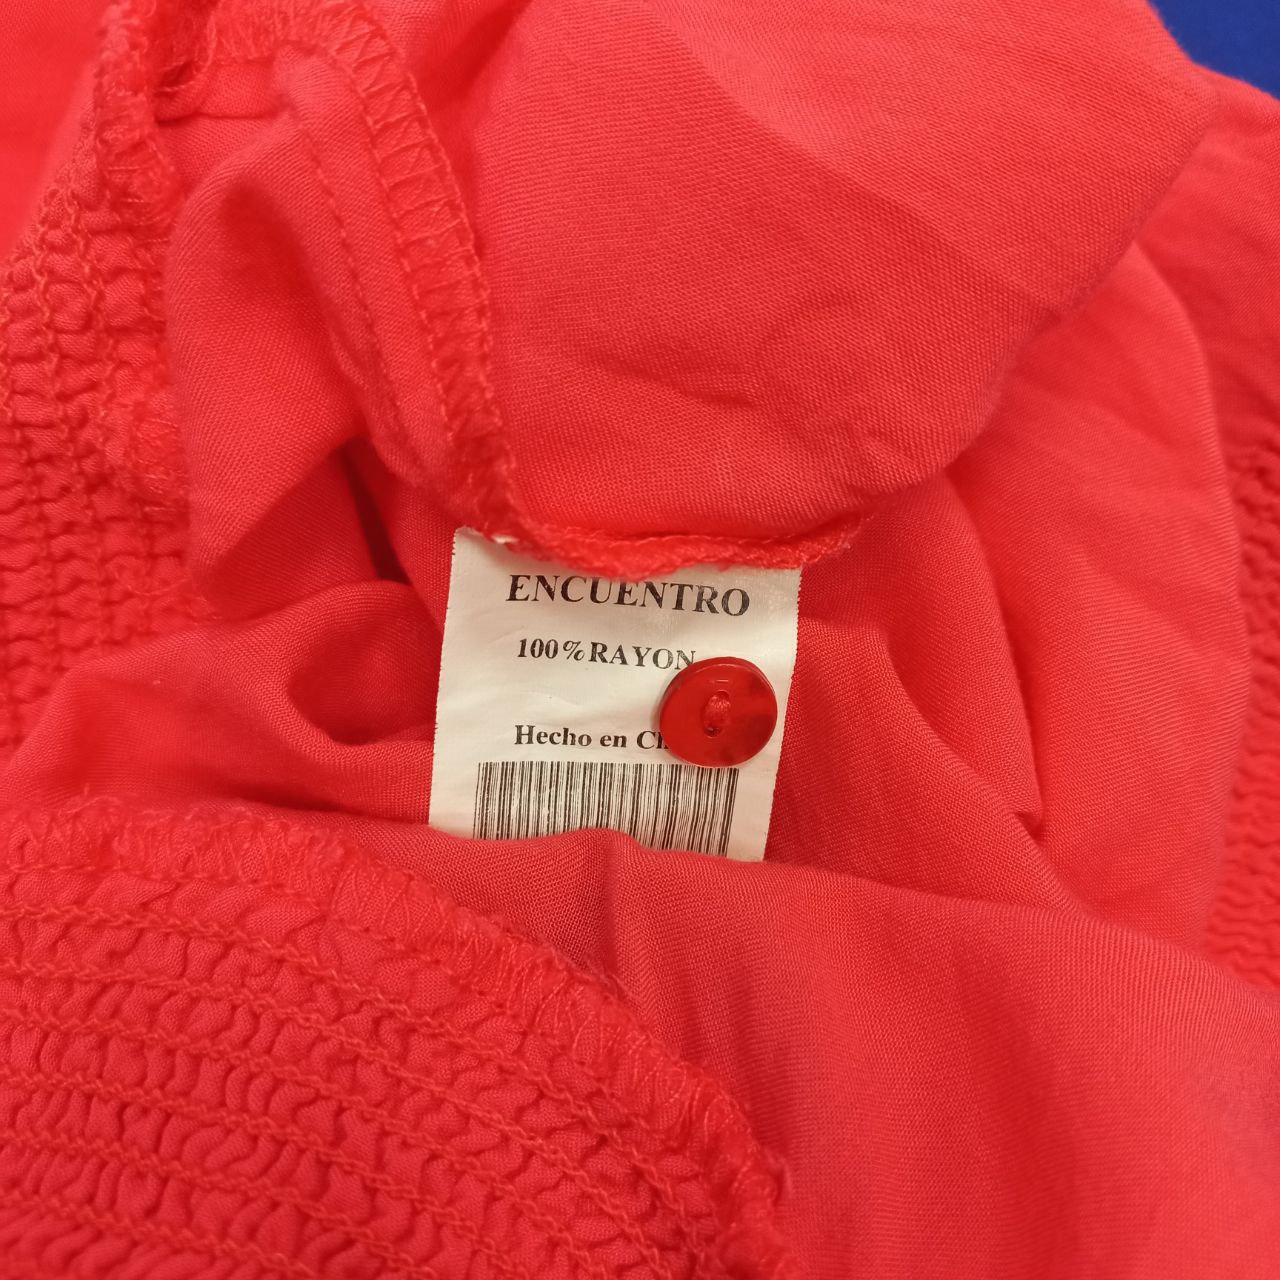 ENCUENTRO
100% RAYON
Hecho en